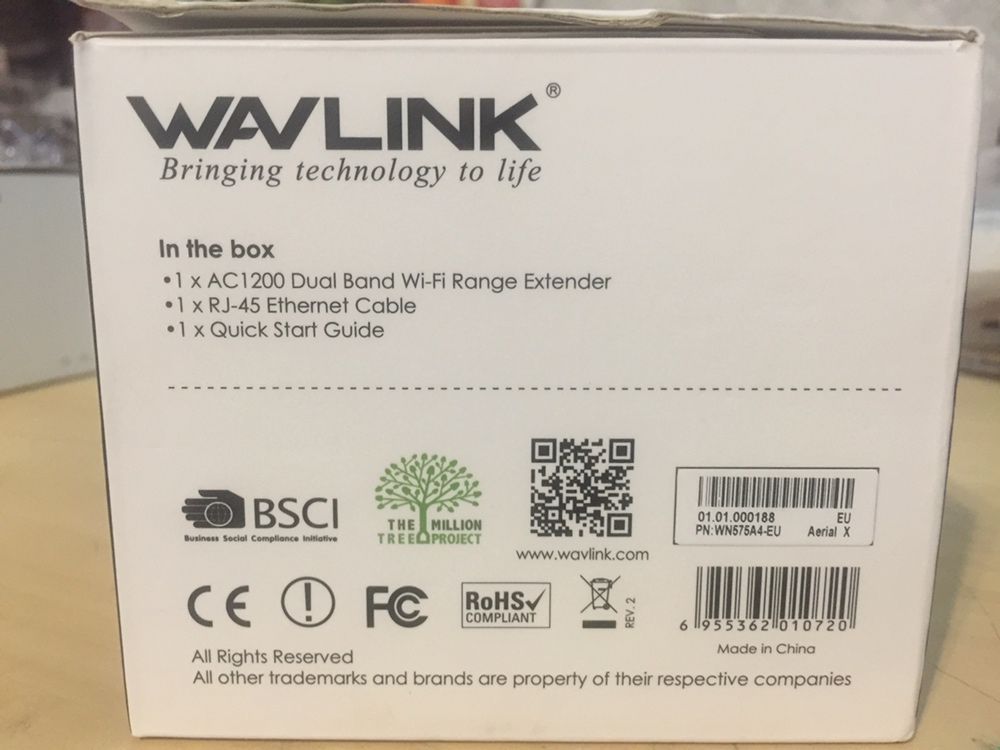 WAVLINK®
Bringing technology to life
In the box
•1 x AC1200 Dual Band Wi-Fi Range Extender
•1 x RJ-45 Ethernet Cable
•1 x Quick Start Guide
BSCI
Business Social Compliance Initiative
THE MILLION
TREE PROJECT
www.wavlink.com
01.01.000188 EU
PN:WN575A4-EU Aerial X
CE
FCC
RoHS✓
COMPLIANT
REV. 2
6 955362 010720
Made in China
All Rights Reserved
All other trademarks and brands are property of their respective companies